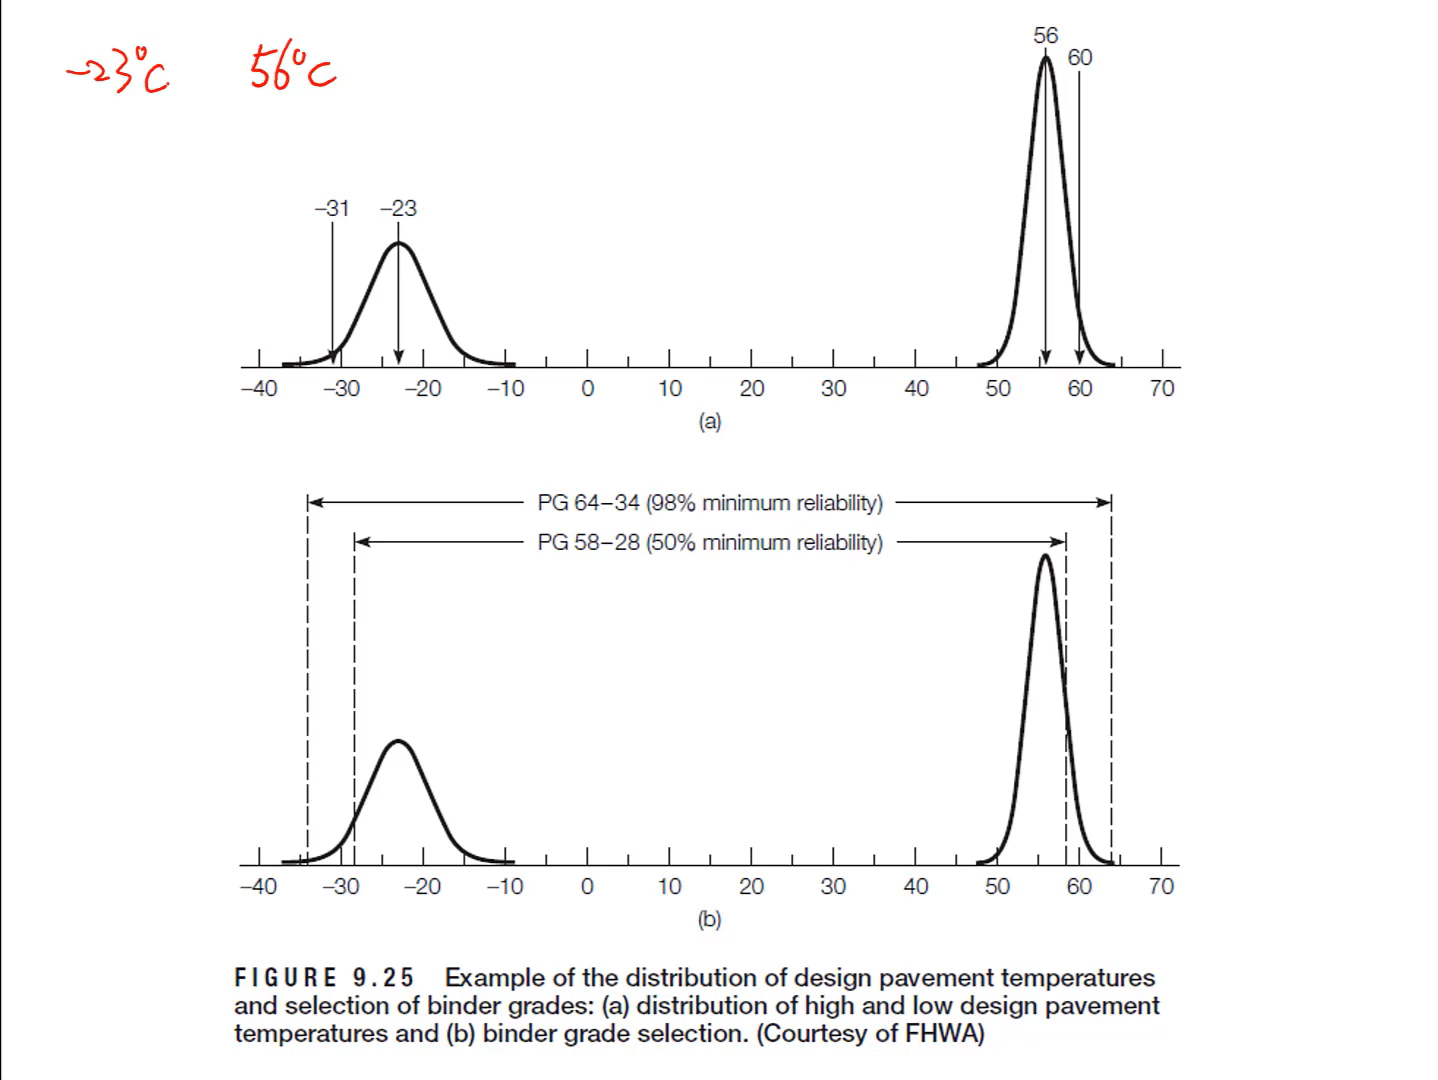 −23°C 56°C
56
60
−31 −23
−40 −30 −20 −10 0 10 20 30 40 50 60 70
(a)
PG 64−34 (98% minimum reliability)
PG 58−28 (50% minimum reliability)
−40 −30 −20 −10 0 10 20 30 40 50 60 70
(b)
FIGURE 9.25 Example of the distribution of design pavement temperatures
and selection of binder grades: (a) distribution of high and low design pavement
temperatures and (b) binder grade selection. (Courtesy of FHWA)